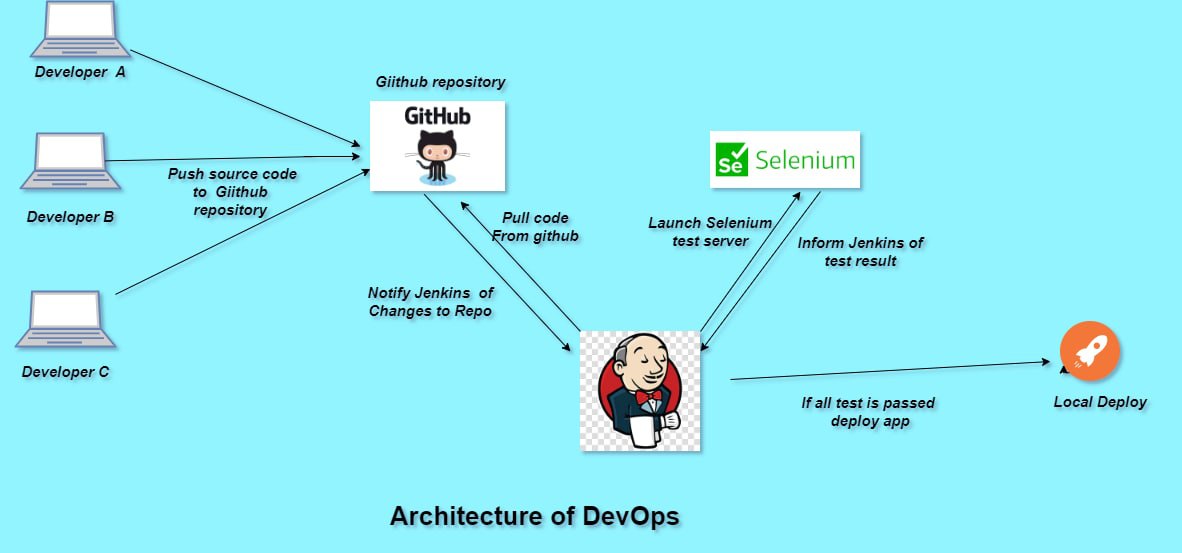 Developer  A
Giithub repository
GitHub
Se Selenium
Push source code
to  Giithub
repository
Developer B
Pull code
From github
Launch Selenium
test server
Inform Jenkins of
test result
Notify Jenkins  of
Changes to Repo
Developer C
If all test is passed
deploy app
Local Deploy
Architecture of DevOps